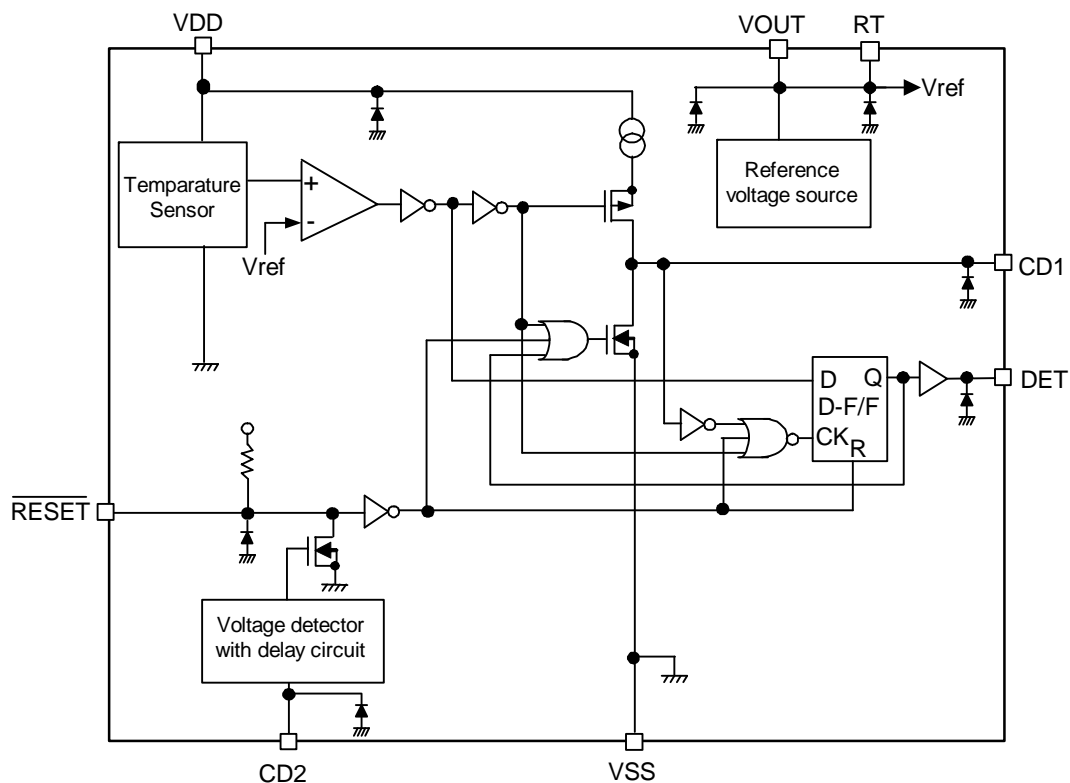 VDD
VOUT
RT
Vref
Temparature
Sensor
+
-
Vref
Reference
voltage source
CD1
D
Q
D-F/F
CK
R
DET
RESET
Voltage detector
with delay circuit
CD2
VSS